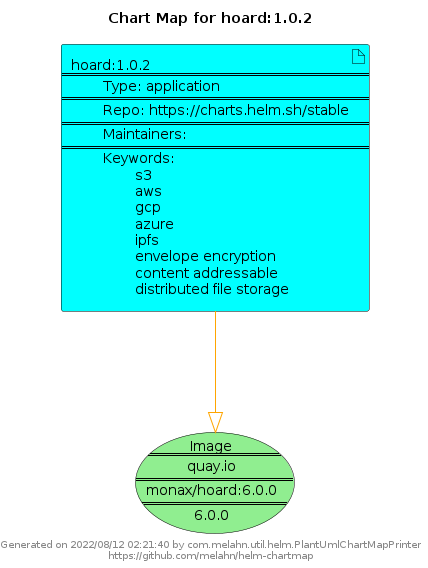 Chart Map for hoard:1.0.2
hoard:1.0.2
Type: application
Repo: https://charts.helm.sh/stable
Maintainers:
Keywords:
s3
aws
gcp
azure
ipfs
envelope encryption
content addressable
distributed file storage
Image
quay.io
monax/hoard:6.0.0
6.0.0
Generated on 2022/08/12 02:21:40 by com.melahn.util.helm.PlantUmlChartMapPrinter
https://github.com/melahn/helm-chartmap